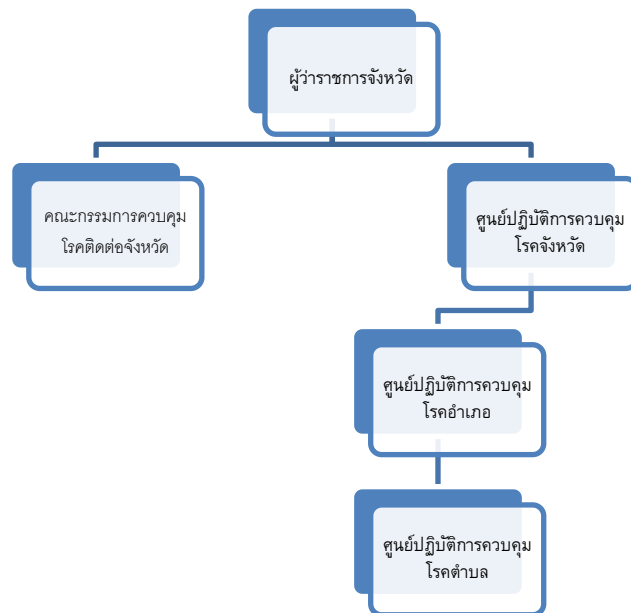 ผู้ว่าราชการจังหวัด
คณะกรรมการควบคุม
โรคติดต่อจังหวัด
ศูนย์ปฏิบัติการควบคุม
โรคจังหวัด
ศูนย์ปฏิบัติการควบคุม
โรคอำเภอ
ศูนย์ปฏิบัติการควบคุม
โรคตำบล